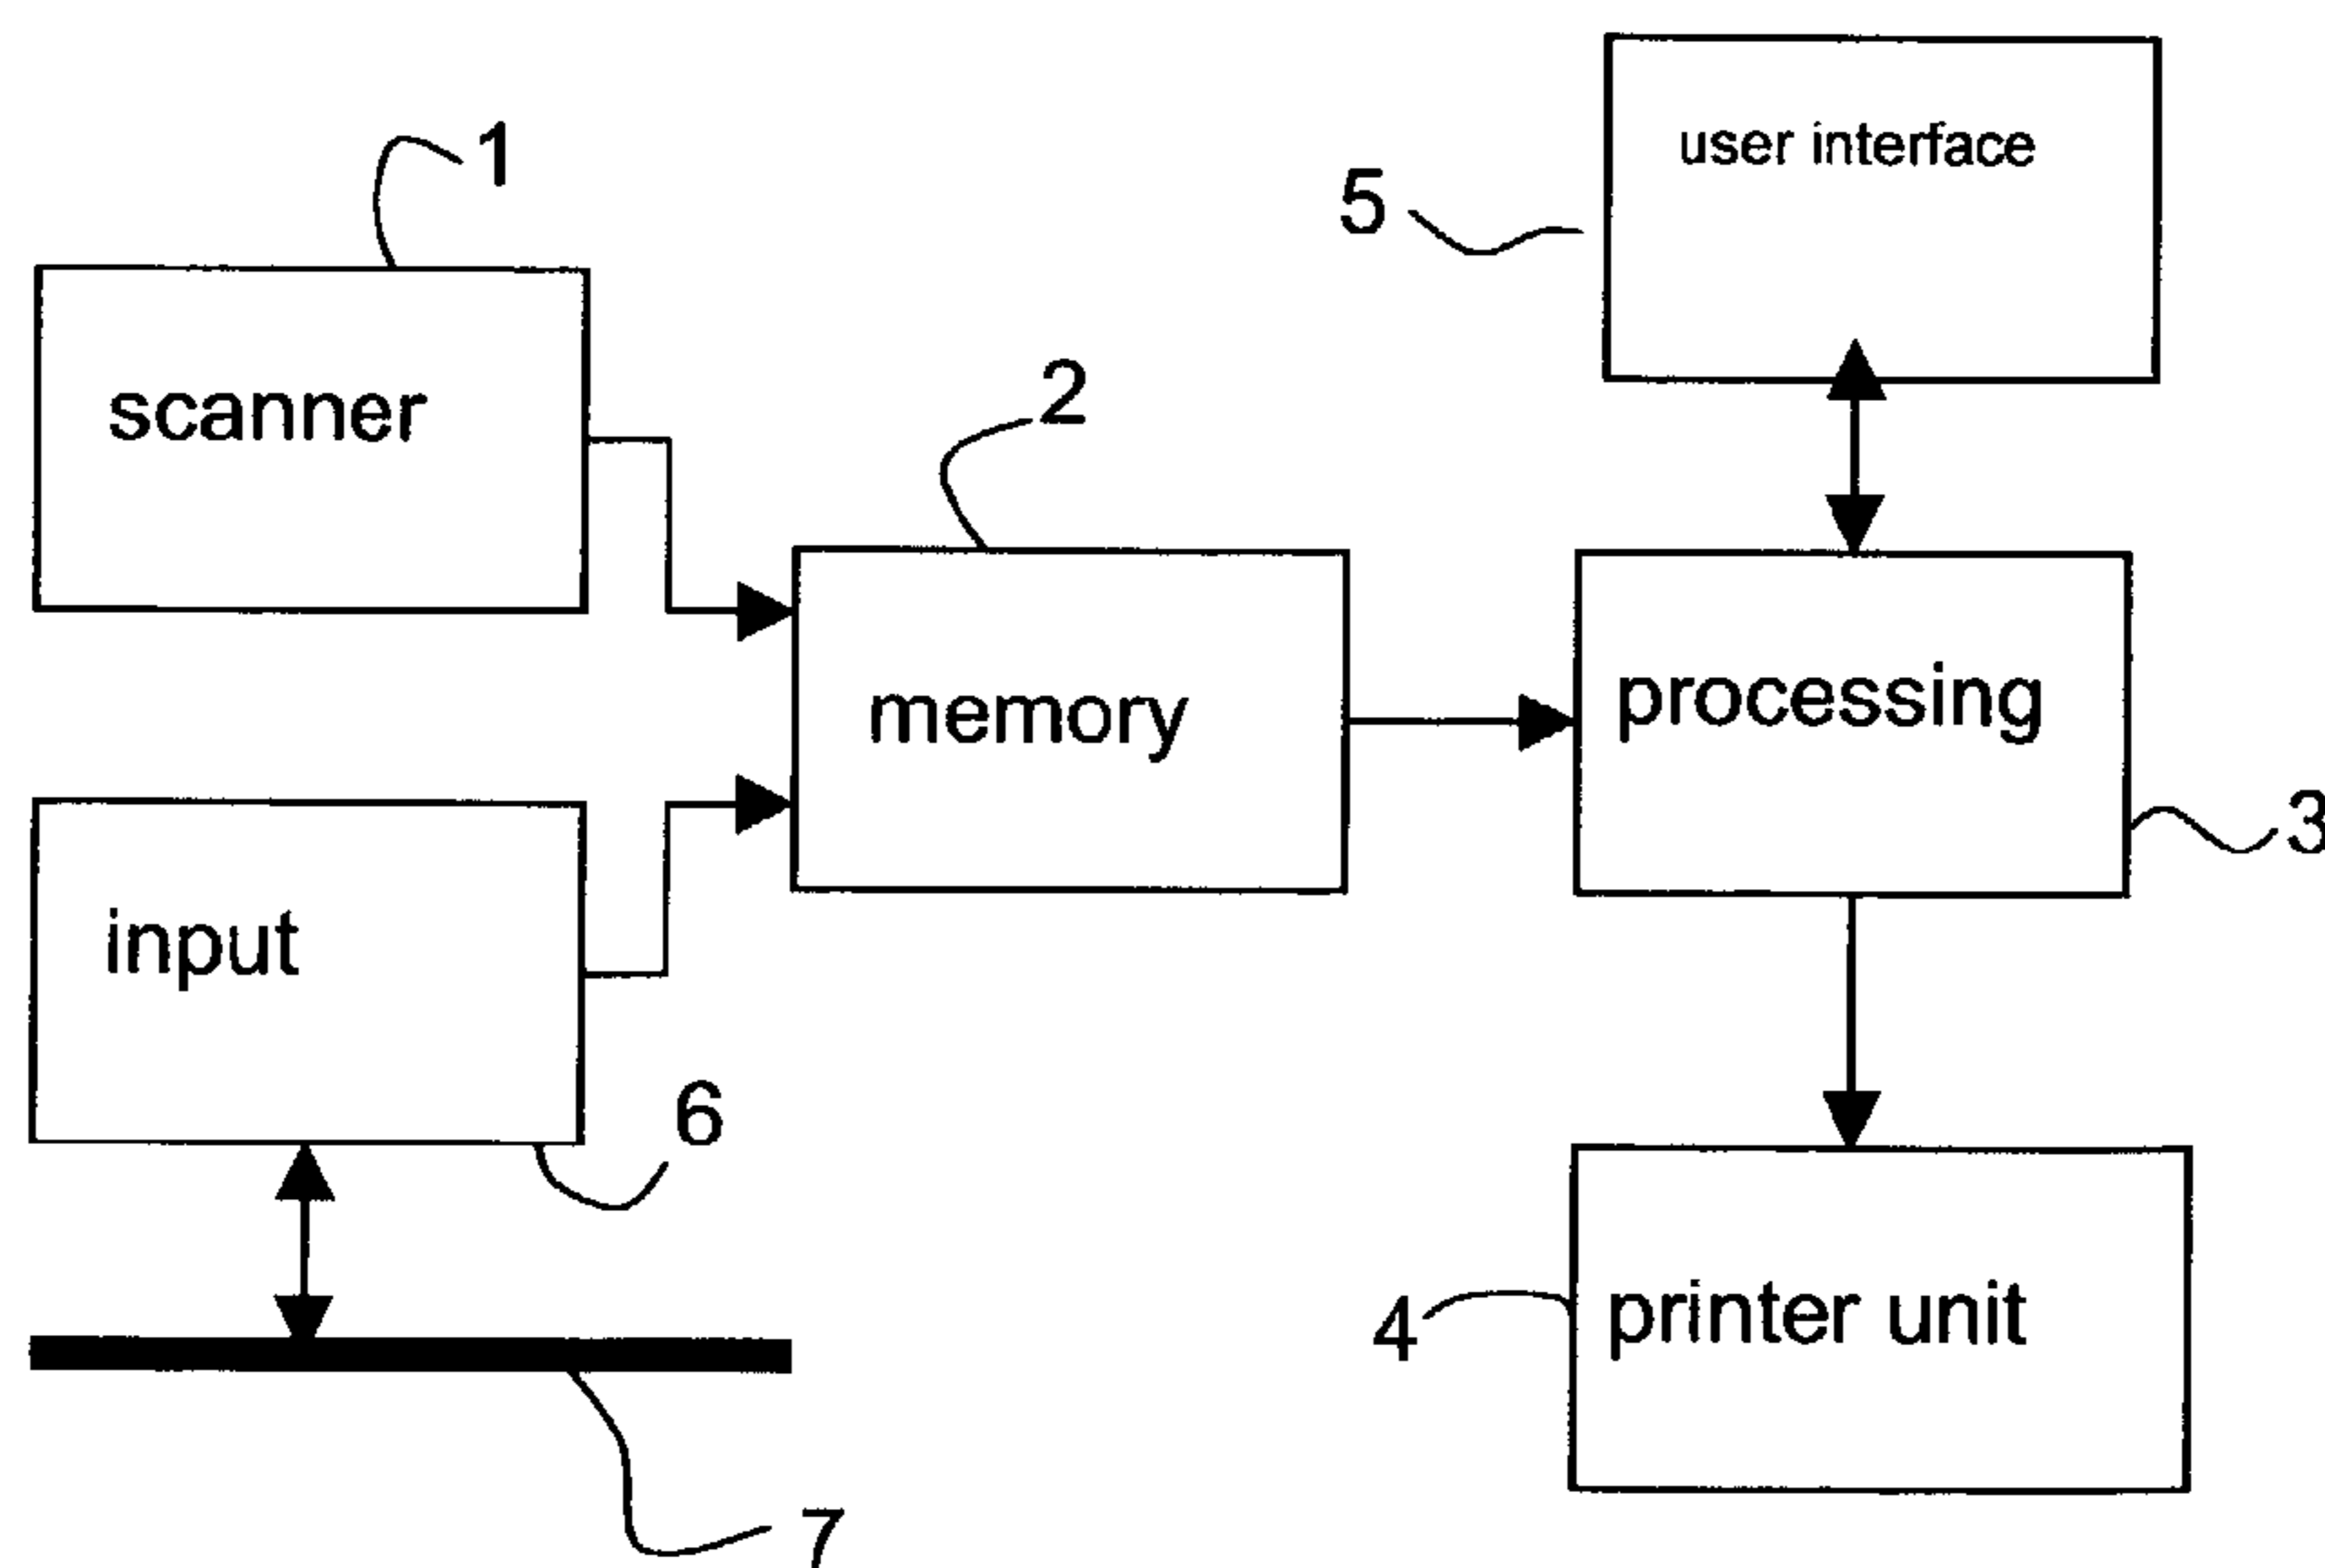 1
scanner
2
memory
5
user interface
processing
3
input
6
7
4
printer unit